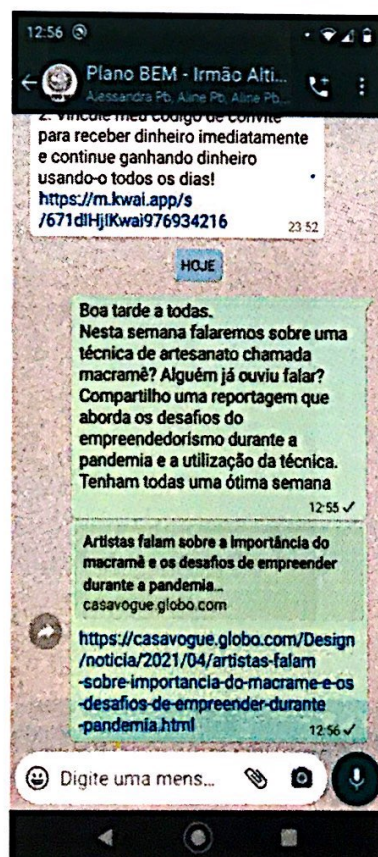 12:56
Plano BEM - Irmão Alti...
Alessandra Pb, Aline Pb, Aline Pb,...
2. Vincule meu código de convite
para receber dinheiro imediatamente
e continue ganhando dinheiro
usando-o todos os dias!
https://m.kwai.app/s
23:52
HOJE
Boa tarde a todas.
Nesta semana falaremos sobre uma
técnica de artesanato chamada
macramê? Alguém já ouviu falar?
Compartilho uma reportagem que
aborda os desafios do
empreendedorismo durante a
pandemia e a utilização da técnica.
Tenham todas uma ótima semana
12:55
Artistas falam sobre a importância do
macramê e os desafios de empreender
durante a pandemia...
casavogue.globo.com
https://casavogue.globo.com/Design
/noticia/2021/04/artistas-falam
-sobre-importancia-do-macrame-e-os
-desafios-de-empreender-durante
-pandemia.html
12:56
Digite uma mens...